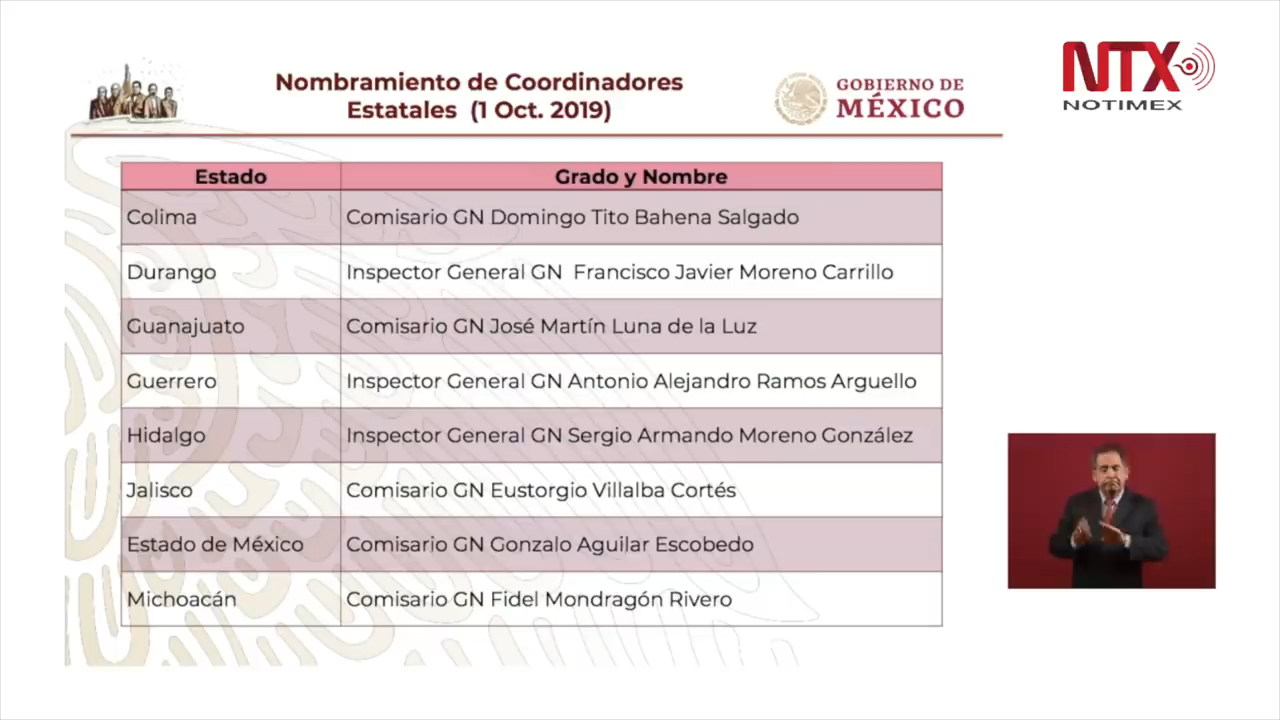 Nombramiento de Coordinadores
Estatales (1 Oct. 2019)
GOBIERNO DE
MÉXICO
NTX
NOTIMEX
Estado Grado y Nombre
Colima Comisario GN Domingo Tito Bahena Salgado
Durango Inspector General GN Francisco Javier Moreno Carrillo
Guanajuato Comisario GN José Martín Luna de la Luz
Guerrero Inspector General GN Antonio Alejandro Ramos Arguello
Hidalgo Inspector General GN Sergio Armando Moreno González
Jalisco Comisario GN Eustorgio Villalba Cortés
Estado de México Comisario GN Gonzalo Aguilar Escobedo
Michoacán Comisario GN Fidel Mondragón Rivero